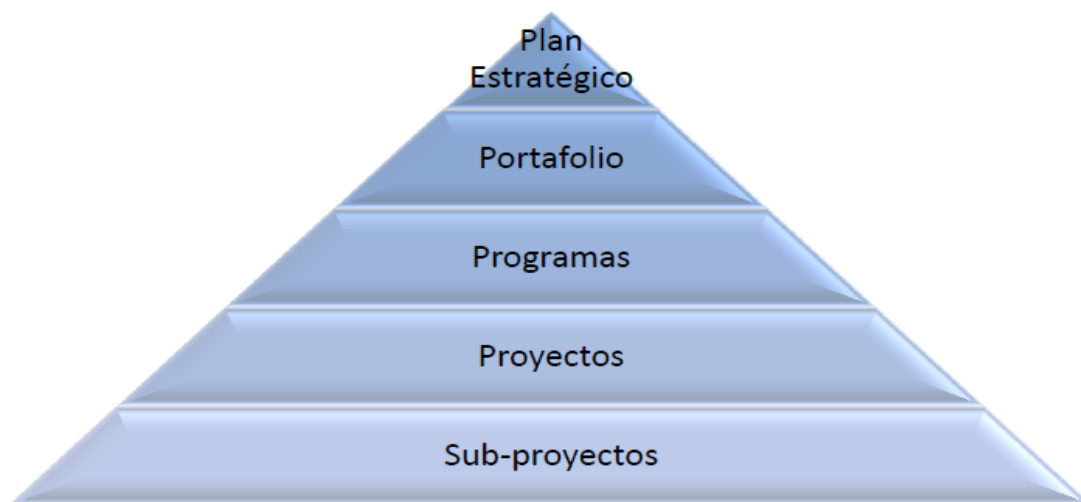 Plan
Estratégico
Portafolio
Programas
Proyectos
Sub-proyectos